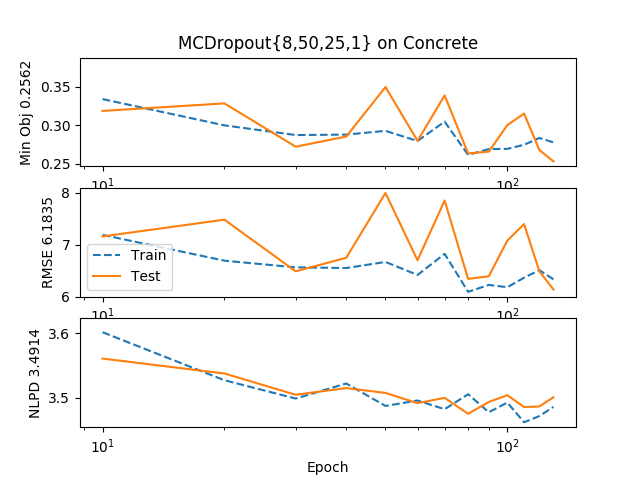 MCDropout{8,50,25,1} on Concrete
Min Obj 0.2562
0.35
0.30
0.25
10¹
10²
RMSE 6.1835
8
7
6
Train
Test
10¹
10²
NLPD 3.4914
3.6
3.5
10¹
10²
Epoch